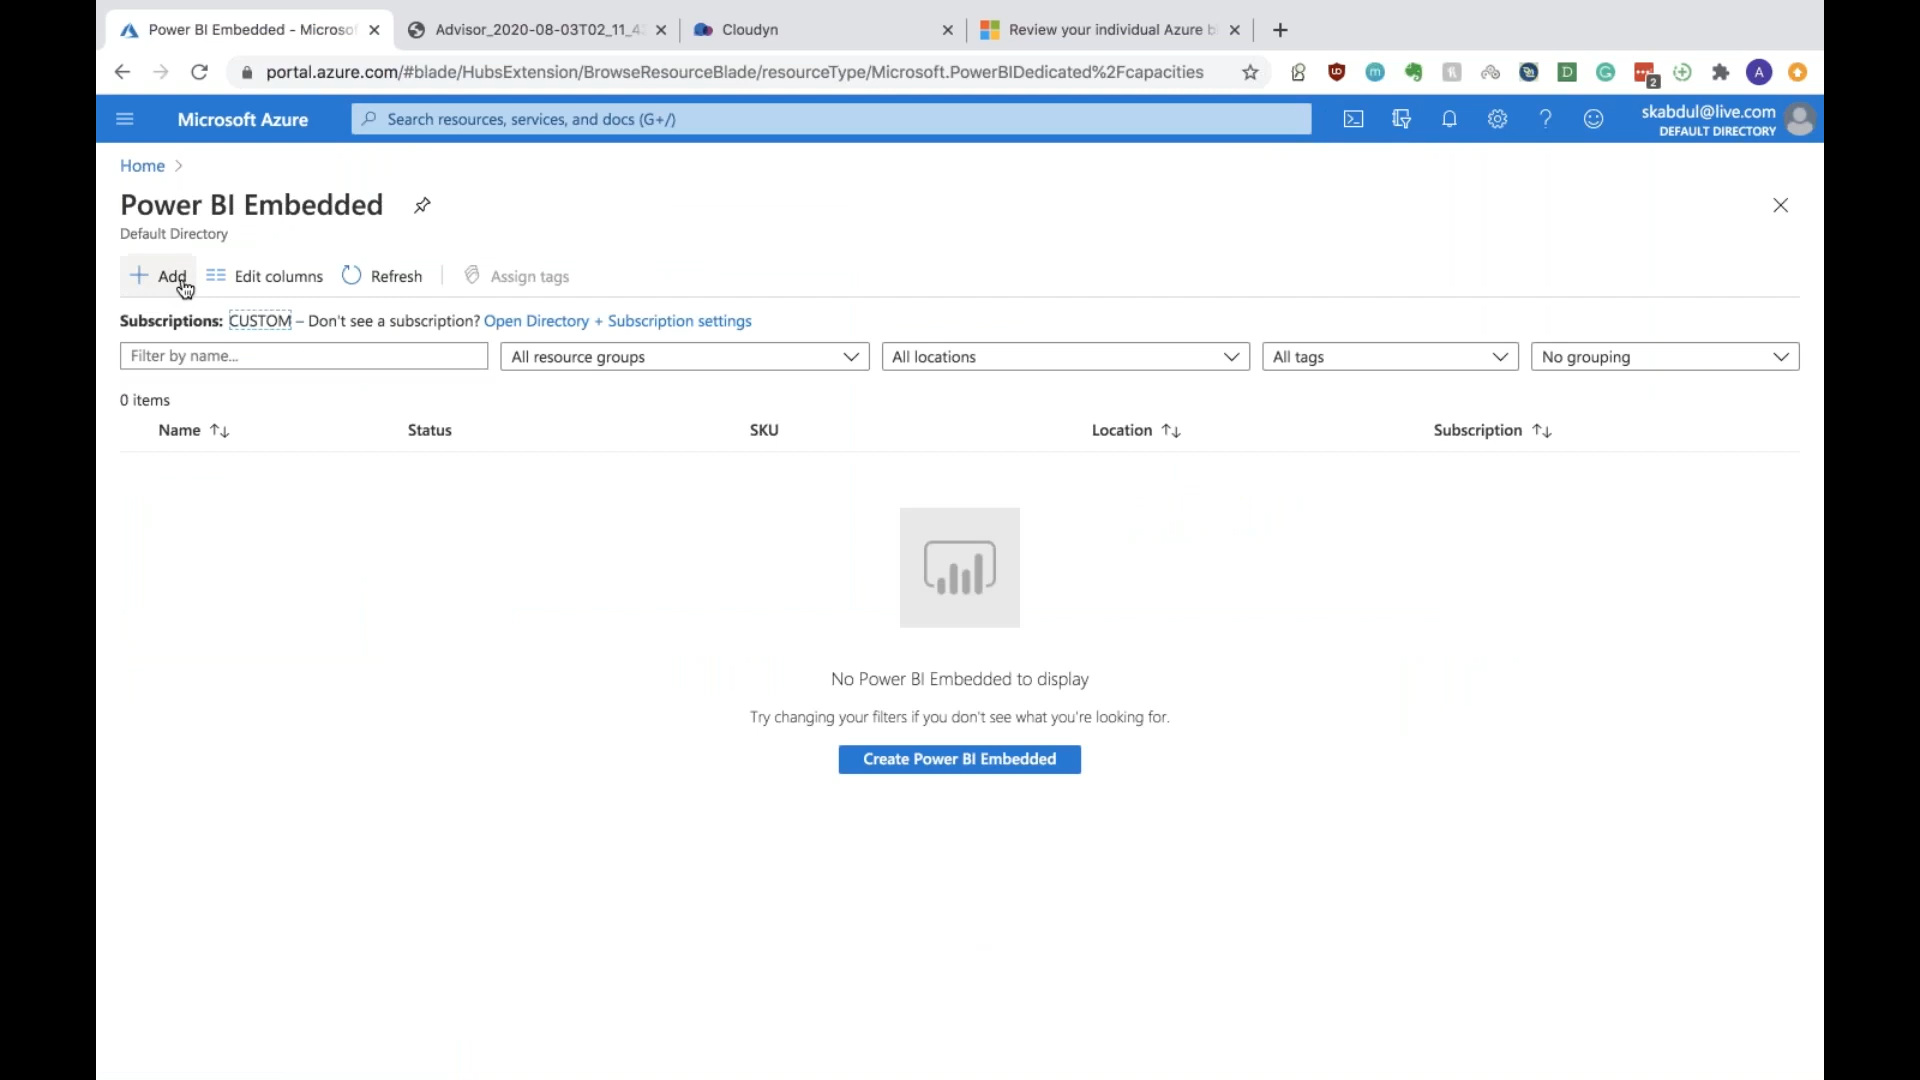 Power BI Embedded - Microsof
Advisor_2020-08-03T02_11_4
Cloudyn
Review your individual Azure b
portal.azure.com/#blade/HubsExtension/BrowseResourceBlade/resourceType/Microsoft.PowerBIDedicated%2Fcapacities
2
A
Microsoft Azure
Search resources, services, and docs (G+/)
skabdul@live.com
DEFAULT DIRECTORY
Home
Power BI Embedded
Default Directory
Add
Edit columns
Refresh
Assign tags
Subscriptions: CUSTOM – Don't see a subscription? Open Directory + Subscription settings
Filter by name...
All resource groups
All locations
All tags
No grouping
0 items
Name
Status
SKU
Location
Subscription
No Power BI Embedded to display
Try changing your filters if you don't see what you're looking for.
Create Power BI Embedded